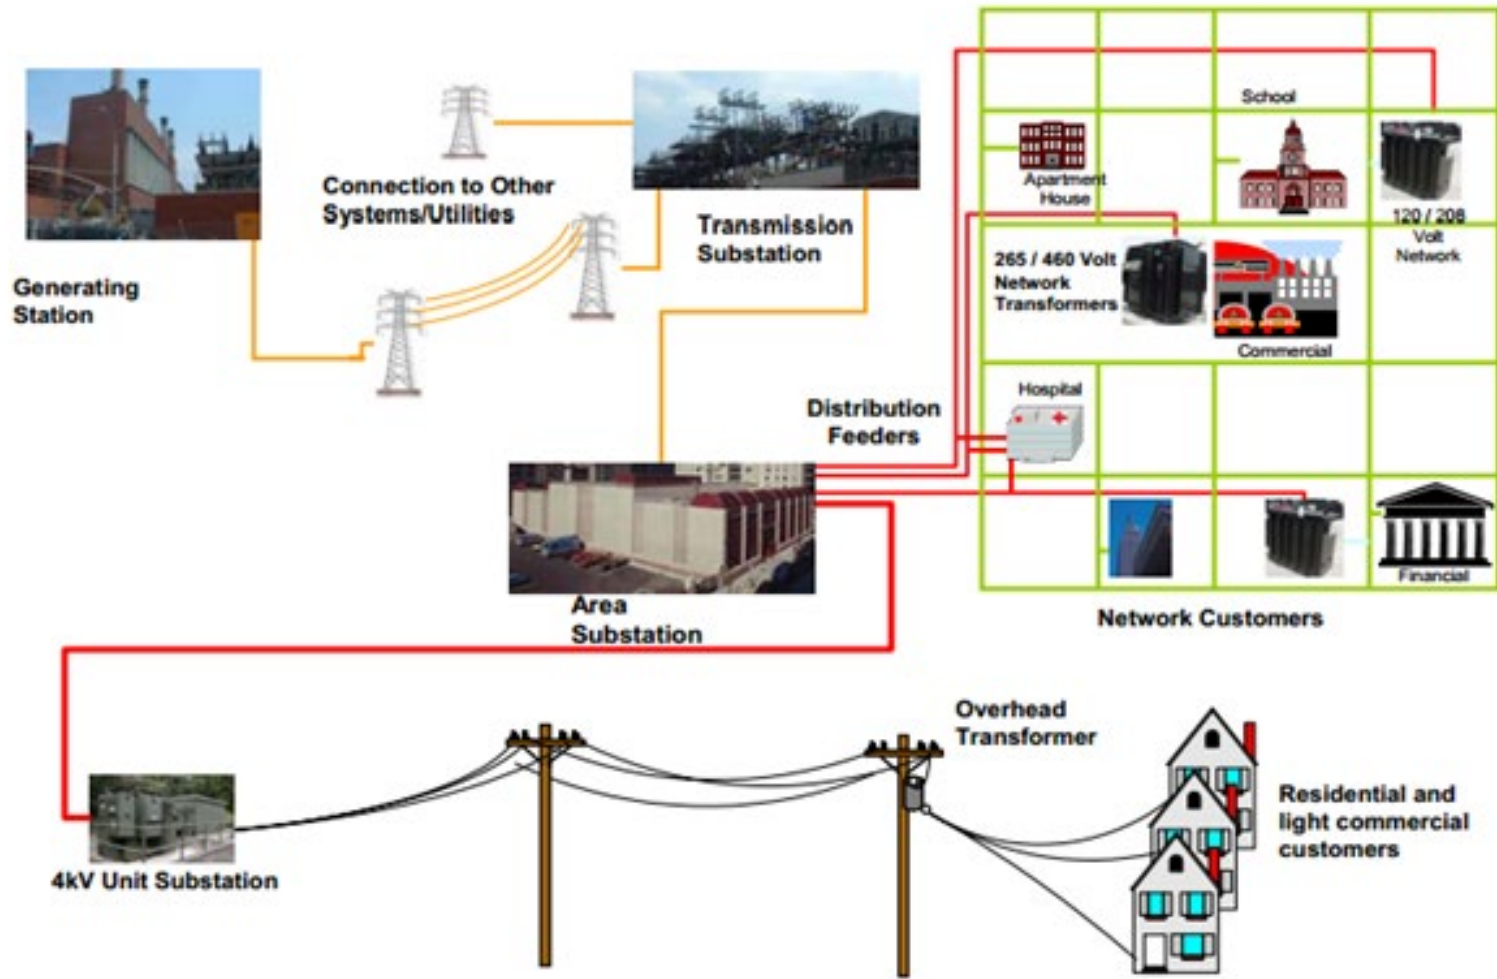 School
Connection to Other
Systems/Utilities
Apartment
House
Transmission
Substation
120 / 208
Volt
Network
265 / 460 Volt
Network
Transformers
Generating
Station
Commercial
Hospital
Distribution
Feeders
Financial
Area
Substation
Network Customers
Overhead
Transformer
Residential and
light commercial
customers
4kV Unit Substation